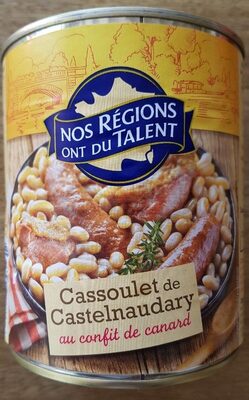 NOS RÉGIONS
ONT DU TALENT
Cassoulet de
Castelnaudary
au confit de canard